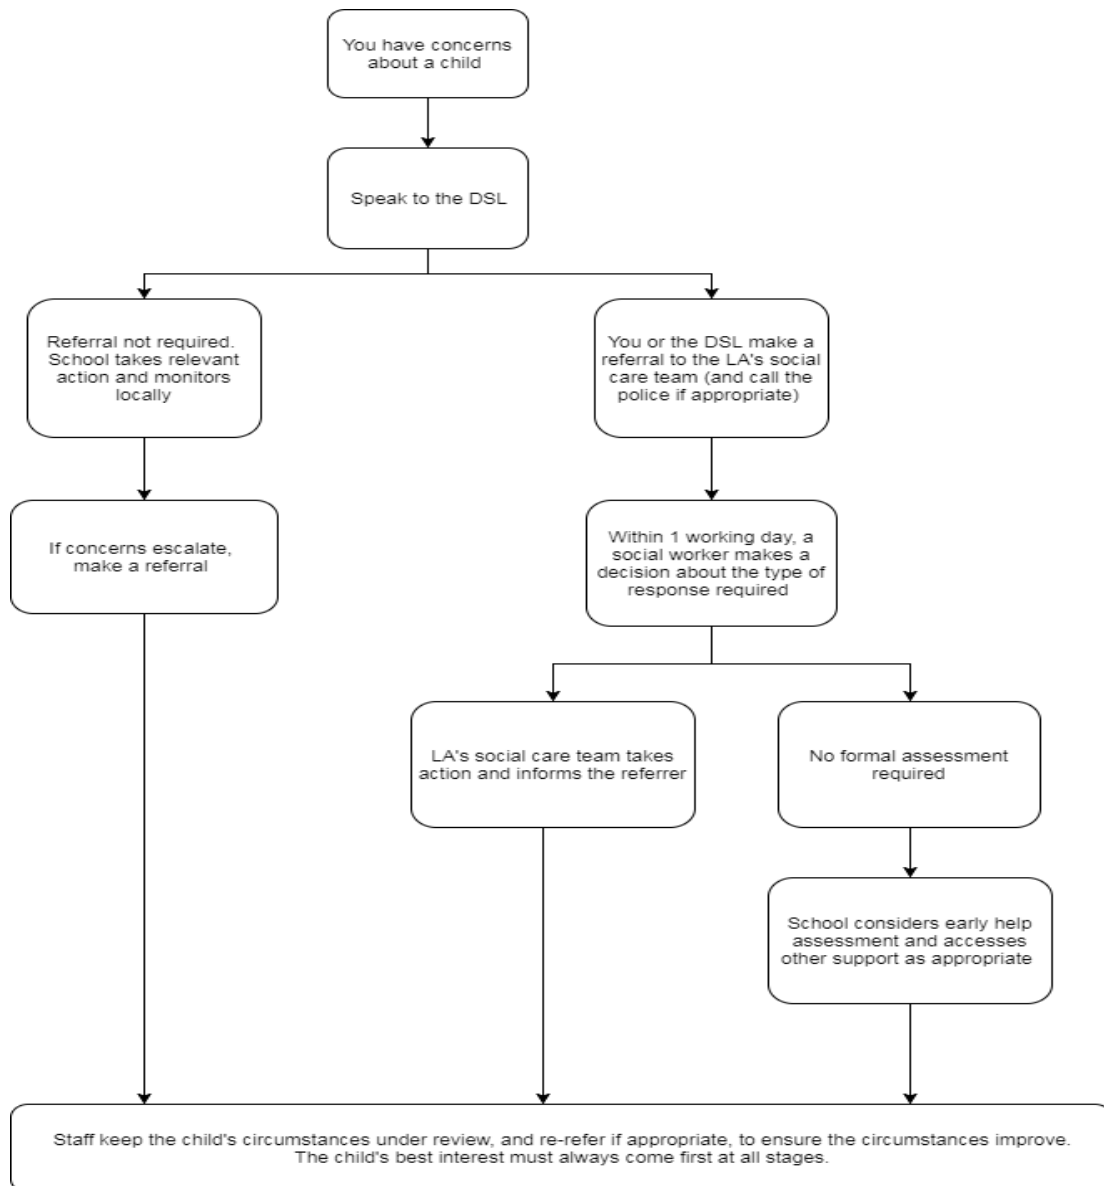 You have concerns
about a child
Speak to the DSL
Referral not required.
School takes relevant
action and monitors
locally
You or the DSL make a
referral to the LA's social
care team (and call the
police if appropriate)
If concerns escalate,
make a referral
Within 1 working day, a
social worker makes a
decision about the type of
response required
LA's social care team takes
action and informs the referrer
No formal assessment
required
School considers early help
assessment and accesses
other support as appropriate
Staff keep the child's circumstances under review, and re-refer if appropriate, to ensure the circumstances improve.
The child's best interest must always come first at all stages.